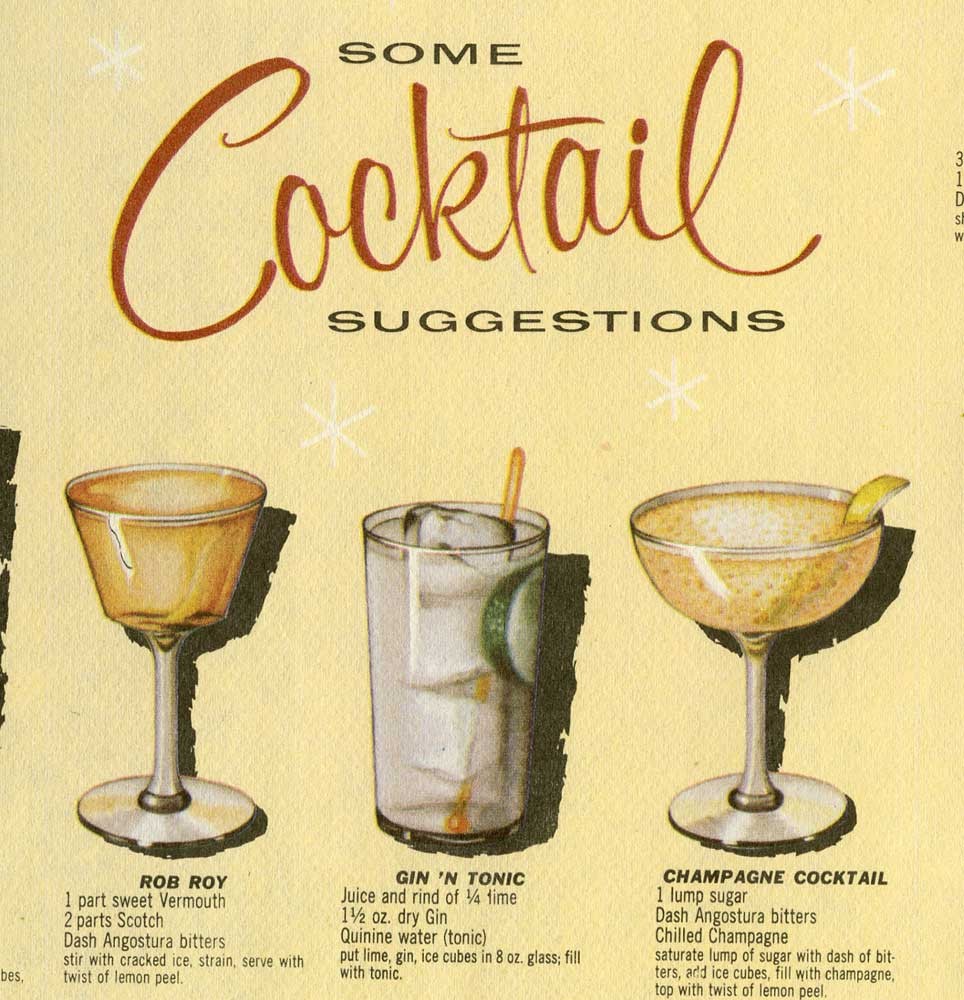 SOME
Cocktail
SUGGESTIONS
ROB ROY
1 part sweet Vermouth
2 parts Scotch
Dash Angostura bitters
stir with cracked ice, strain, serve with
twist of lemon peel.
GIN 'N TONIC
Juice and rind of ¼ lime
1½ oz. dry Gin
Quinine water (tonic)
put lime, gin, ice cubes in 8 oz. glass; fill
with tonic.
CHAMPAGNE COCKTAIL
1 lump sugar
Dash Angostura bitters
Chilled Champagne
saturate lump of sugar with dash of bit-
ters, add ice cubes, fill with champagne,
top with twist of lemon peel.
bes,
3
1
D
sh
w